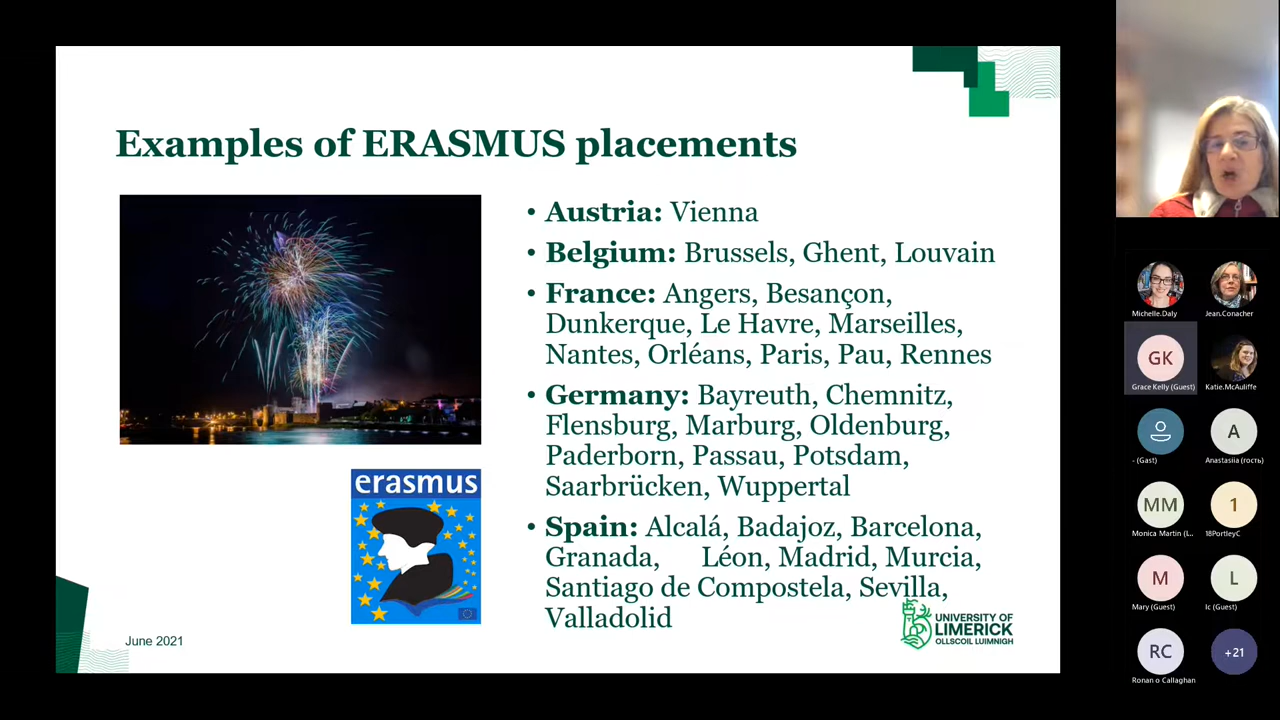 Examples of ERASMUS placements
• Austria: Vienna
• Belgium: Brussels, Ghent, Louvain
• France: Angers, Besançon,
Dunkerque, Le Havre, Marseilles,
Nantes, Orléans, Paris, Pau, Rennes
• Germany: Bayreuth, Chemnitz,
Flensburg, Marburg, Oldenburg,
Paderborn, Passau, Potsdam,
Saarbrücken, Wuppertal
• Spain: Alcalá, Badajoz, Barcelona,
Granada, Léon, Madrid, Murcia,
Santiago de Compostela, Sevilla,
Valladolid
erasmus
June 2021
UNIVERSITY OF
LIMERICK
OLLSCOIL LUIMNIGH
Michelle.Daly
Jean.Conacher
GK
Grace Kelly (Guest)
Katie.McAuliffe
- (Gast)
A
Anastasiia (гость)
MM
Monica Martin (L...
1
18PortleyC
M
Mary (Guest)
L
lc (Guest)
RC
Ronan o Callaghan
+21